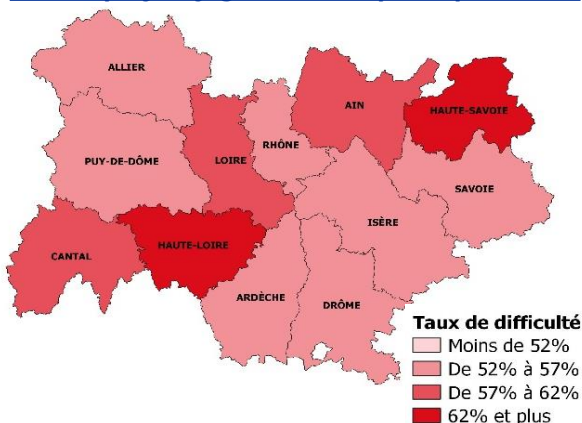 ALLIER
AIN
HAUTE-SAVOIE
RHÔNE
PUY-DE-DÔME
LOIRE
SAVOIE
ISÈRE
HAUTE-LOIRE
CANTAL
ARDÈCHE
DRÔME
Taux de difficulté
Moins de 52%
De 52% à 57%
De 57% à 62%
62% et plus